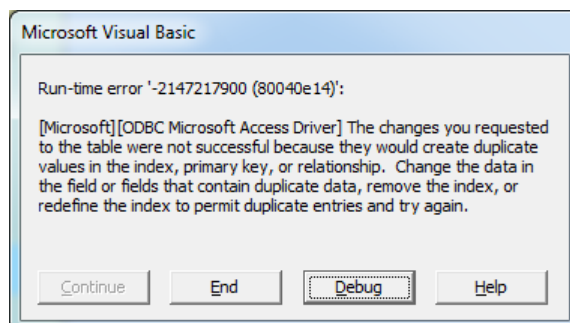 Microsoft Visual Basic
Run-time error '-2147217900 (80040e14)':
[Microsoft][ODBC Microsoft Access Driver] The changes you requested
to the table were not successful because they would create duplicate
values in the index, primary key, or relationship.  Change the data in
the field or fields that contain duplicate data, remove the index, or
redefine the index to permit duplicate entries and try again.
Continue End Debug Help